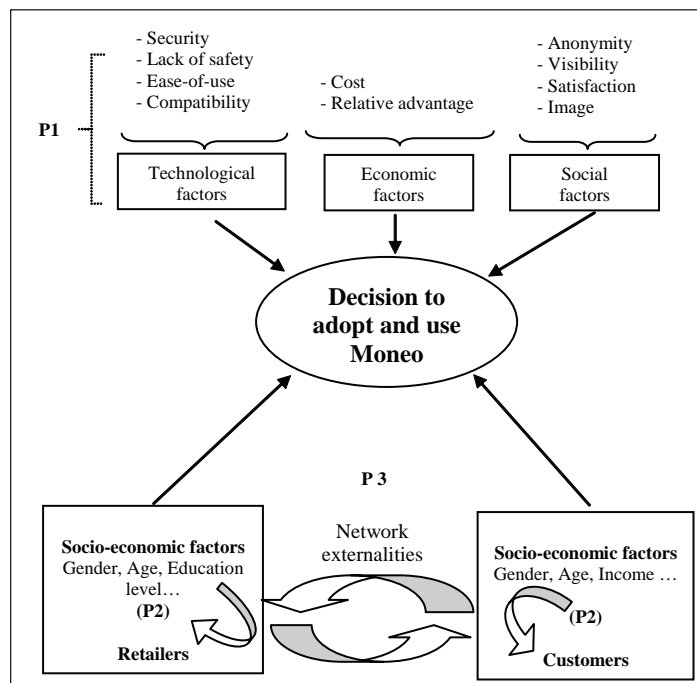 - Security
- Lack of safety
- Ease-of-use
- Compatibility
- Cost
- Relative advantage
- Anonymity
- Visibility
- Satisfaction
- Image
P1
Technological
factors
Economic
factors
Social
factors
Decision to
adopt and use
Moneo
P 3
Network
externalities
Socio-economic factors
Gender, Age, Education
level…
(P2)
Retailers
Socio-economic factors
Gender, Age, Income …
(P2)
Customers